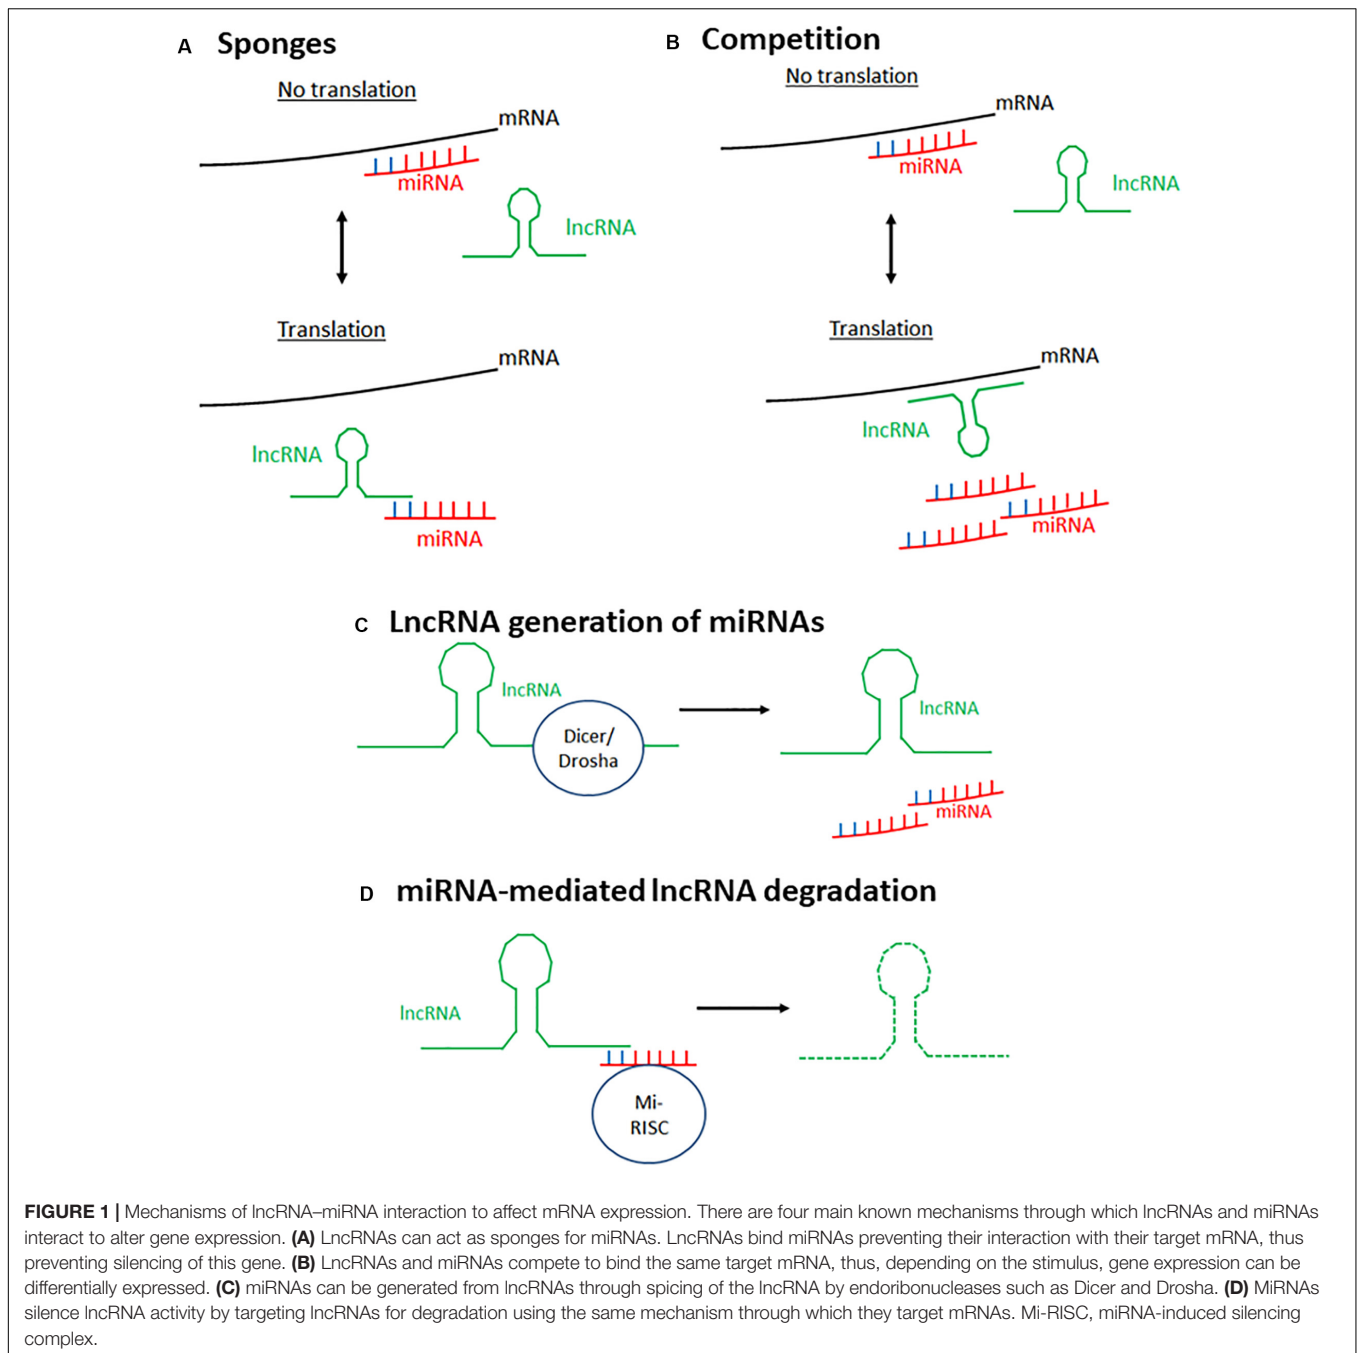 A Sponges
No translation
mRNA
miRNA
lncRNA
Translation
mRNA
lncRNA
miRNA
B Competition
No translation
mRNA
miRNA
lncRNA
Translation
mRNA
lncRNA
miRNA
C LncRNA generation of miRNAs
lncRNA
Dicer/
Drosha
lncRNA
miRNA
D miRNA-mediated lncRNA degradation
lncRNA
Mi-
RISC
FIGURE 1 | Mechanisms of lncRNA–miRNA interaction to affect mRNA expression. There are four main known mechanisms through which lncRNAs and miRNAs
interact to alter gene expression. (A) LncRNAs can act as sponges for miRNAs. LncRNAs bind miRNAs preventing their interaction with their target mRNA, thus
preventing silencing of this gene. (B) LncRNAs and miRNAs compete to bind the same target mRNA, thus, depending on the stimulus, gene expression can be
differentially expressed. (C) miRNAs can be generated from lncRNAs through spicing of the lncRNA by endoribonucleases such as Dicer and Drosha. (D) MiRNAs
silence lncRNA activity by targeting lncRNAs for degradation using the same mechanism through which they target mRNAs. Mi-RISC, miRNA-induced silencing
complex.